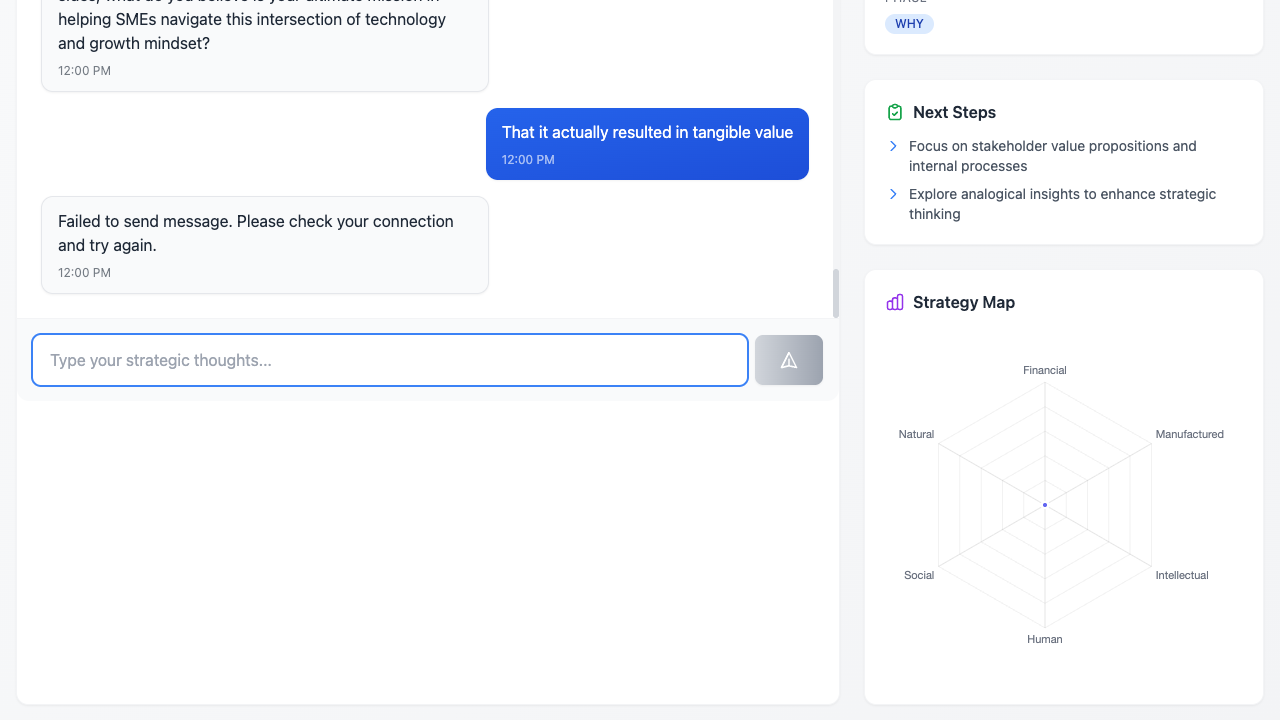 helping SMEs navigate this intersection of technology
and growth mindset?
12:00 PM
That it actually resulted in tangible value
12:00 PM
Failed to send message. Please check your connection
and try again.
12:00 PM
Type your strategic thoughts...
WHY
Next Steps
Focus on stakeholder value propositions and
internal processes
Explore analogical insights to enhance strategic
thinking
Strategy Map
Financial
Natural
Manufactured
Social
Intellectual
Human